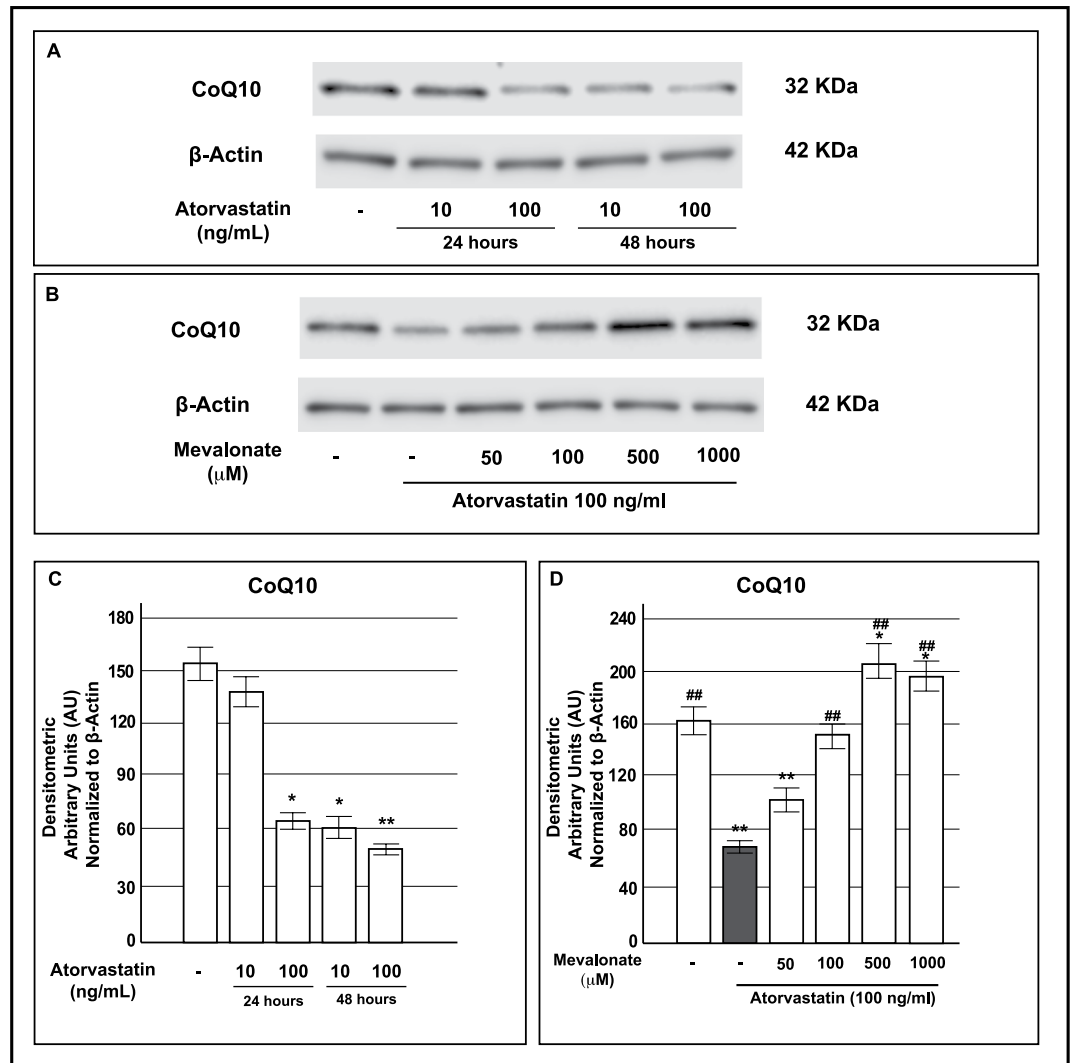 A
CoQ10
32 KDa
β-Actin
42 KDa
Atorvastatin
(ng/mL)
- 10 100 10 100
24 hours 48 hours
B
CoQ10
32 KDa
β-Actin
42 KDa
Mevalonate
(μM)
- - 50 100 500 1000
Atorvastatin 100 ng/ml
C
CoQ10
Densitometric
Arbitrary Units (AU)
Normalized to β-Actin
180
150
120
90
60
30
0
* * **
Atorvastatin
(ng/mL)
- 10 100 10 100
24 hours 48 hours
D
CoQ10
Densitometric
Arbitrary Units (AU)
Normalized to β-Actin
240
200
160
120
80
40
0
## ** ** ## ## * ## *
Mevalonate
(μM)
- - 50 100 500 1000
Atorvastatin (100 ng/ml)